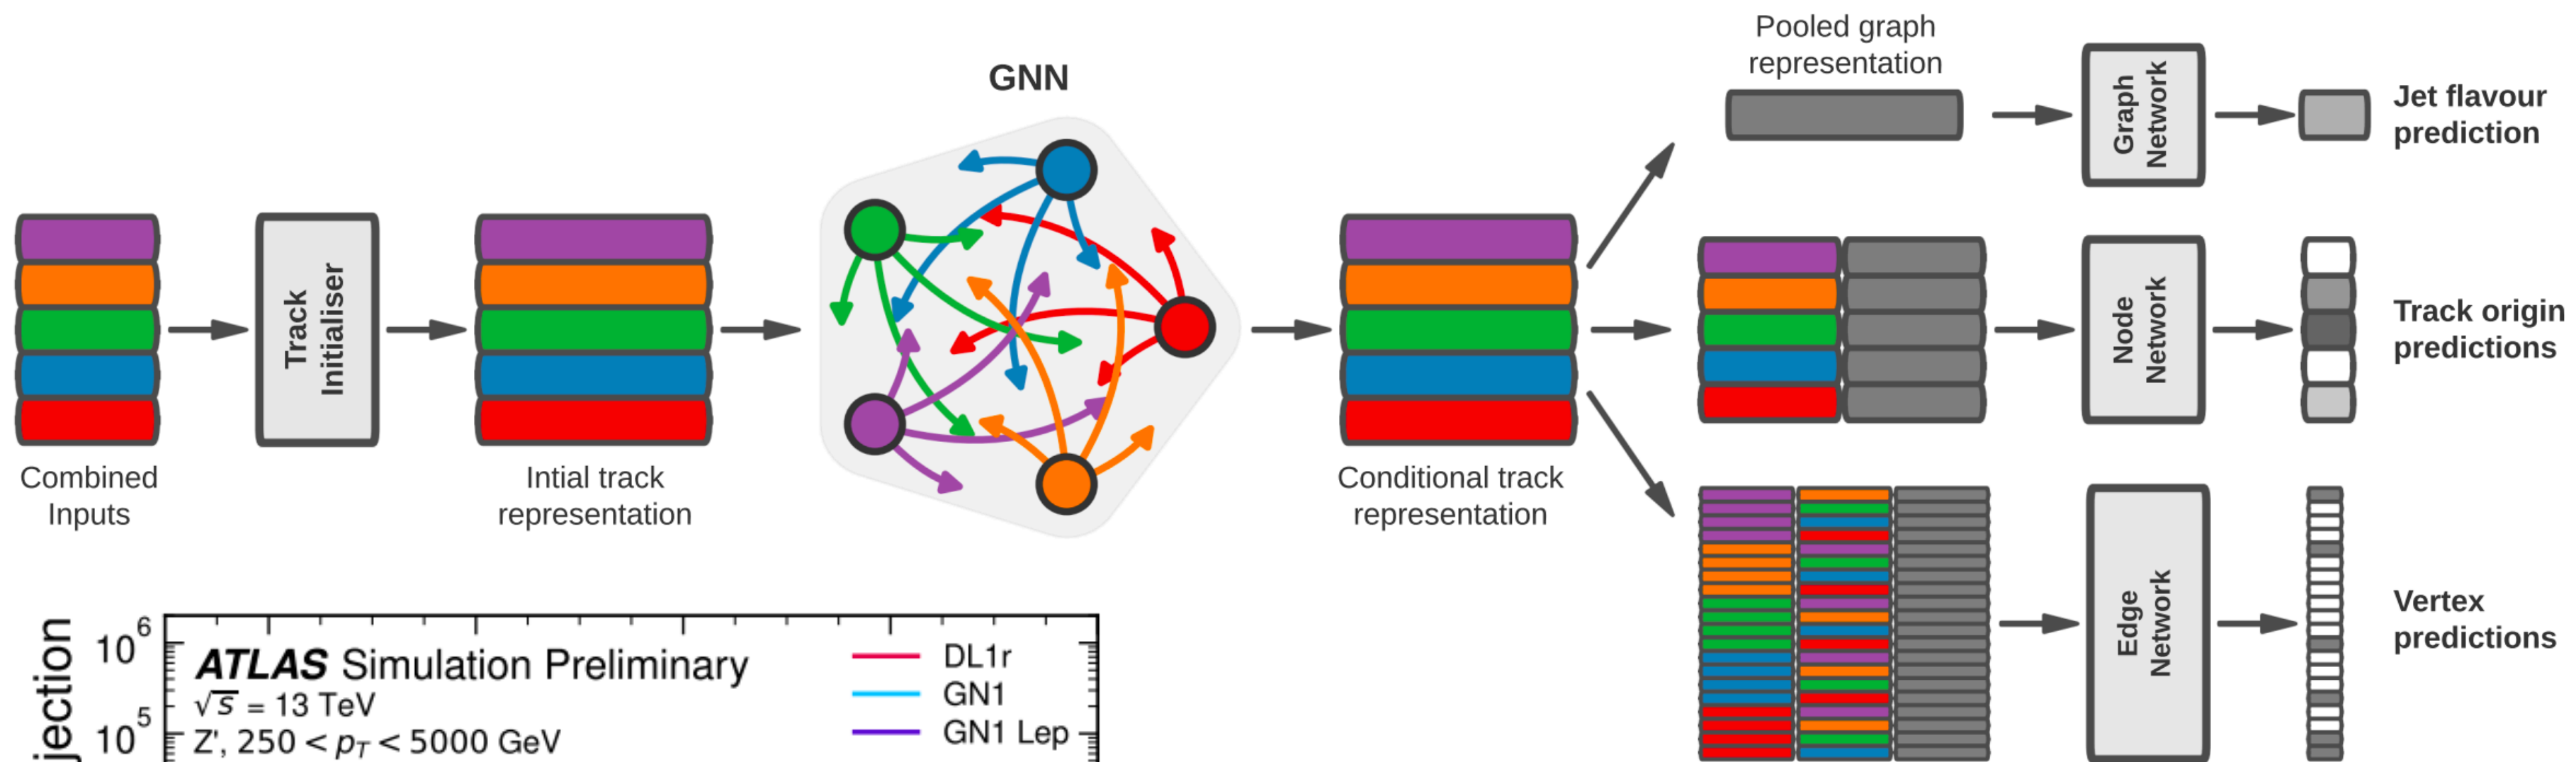 Pooled graph
representation
GNN
Graph
Network
Jet flavour
prediction
Track
Initialiser
Node
Network
Track origin
predictions
Combined
Inputs
Intial track
representation
Conditional track
representation
Edge
Network
Vertex
predictions
jection
10^6
10^5
ATLAS Simulation Preliminary
√s = 13 TeV
Z', 250 < p_T < 5000 GeV
DL1r
GN1
GN1 Lep